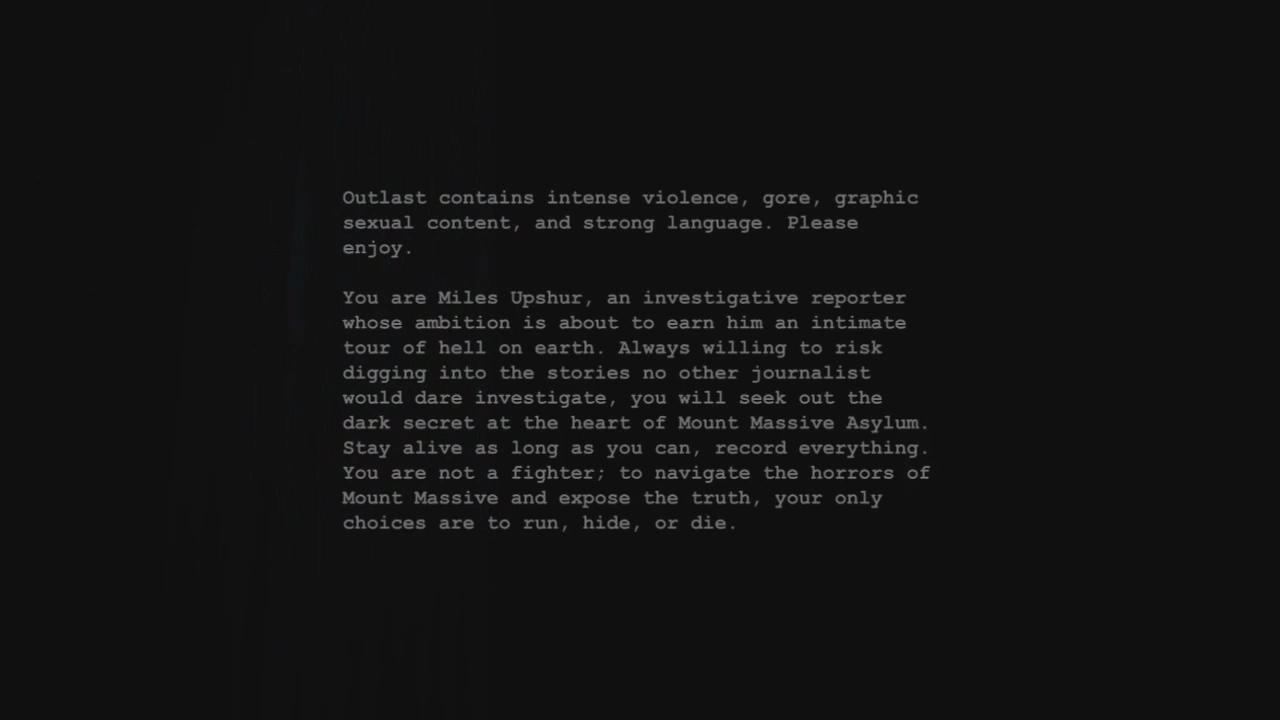 Outlast contains intense violence, gore, graphic
sexual content, and strong language. Please
enjoy.
You are Miles Upshur, an investigative reporter
whose ambition is about to earn him an intimate
tour of hell on earth. Always willing to risk
digging into the stories no other journalist
would dare investigate, you will seek out the
dark secret at the heart of Mount Massive Asylum.
Stay alive as long as you can, record everything.
You are not a fighter; to navigate the horrors of
Mount Massive and expose the truth, your only
choices are to run, hide, or die.